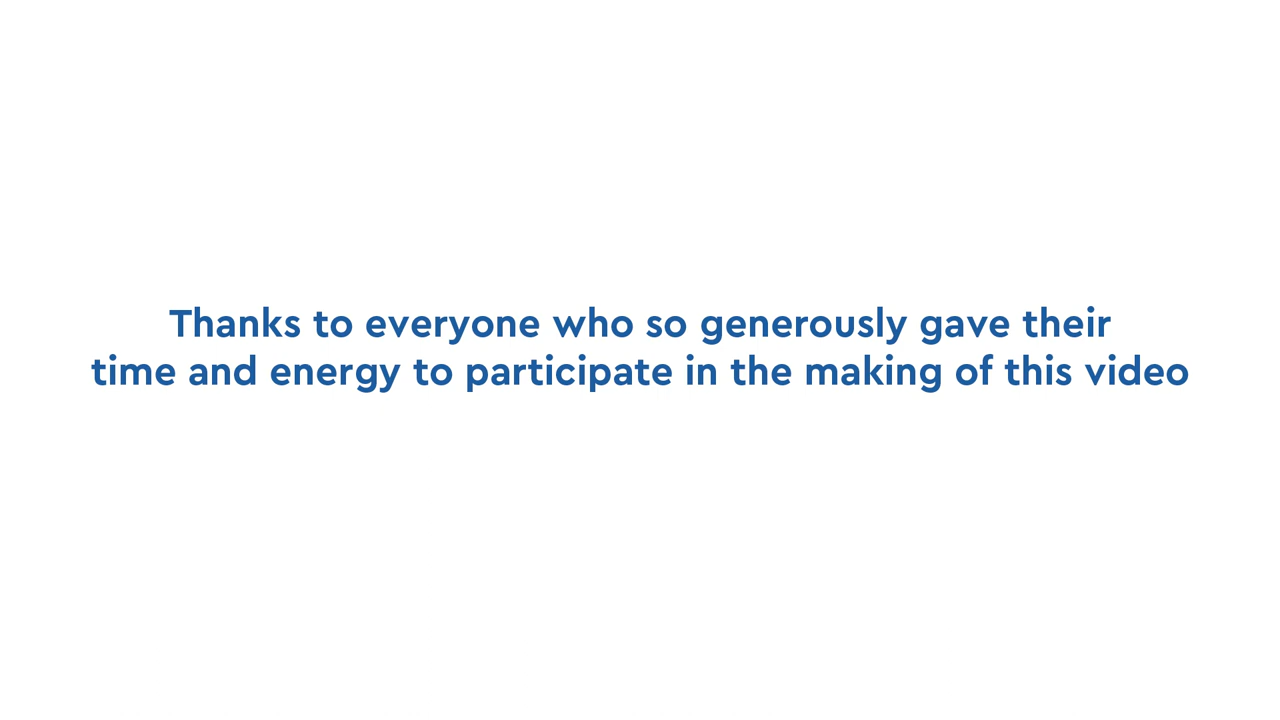 Thanks to everyone who so generously gave their
time and energy to participate in the making of this video